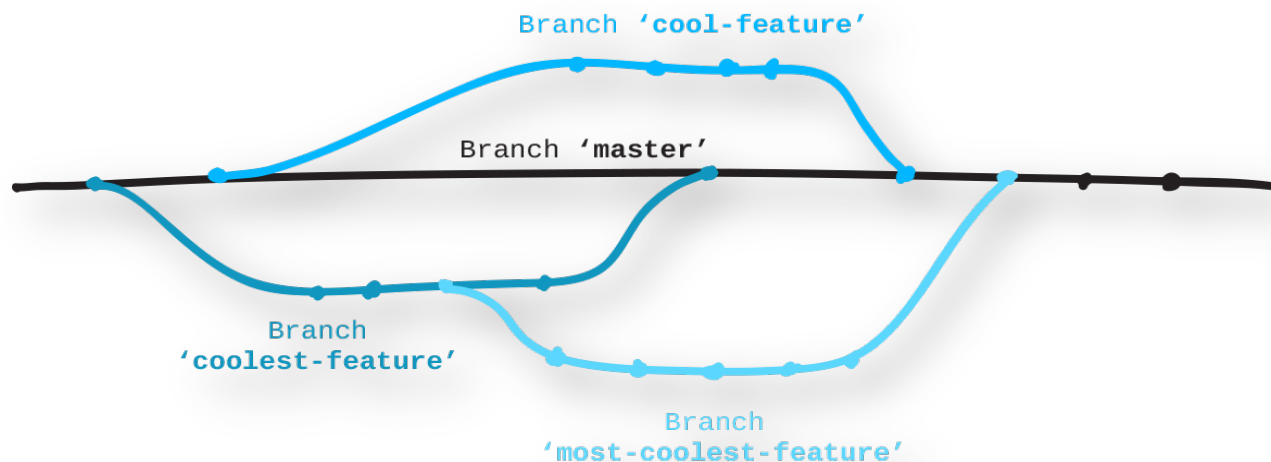 Branch ‘cool-feature’
Branch ‘master’
Branch
‘coolest-feature’
Branch
‘most-coolest-feature’